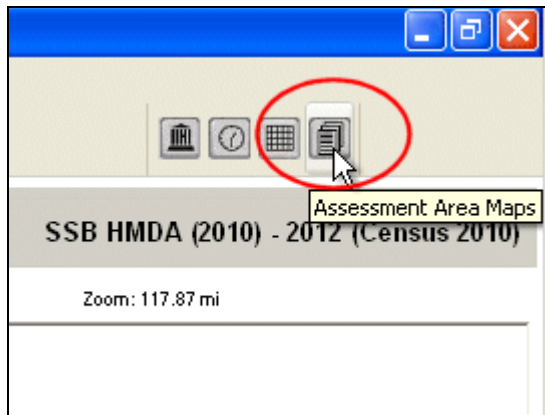 Assessment Area Maps
SSB HMDA (2010) - 2012 (Census 2010)
Zoom: 117.87 mi